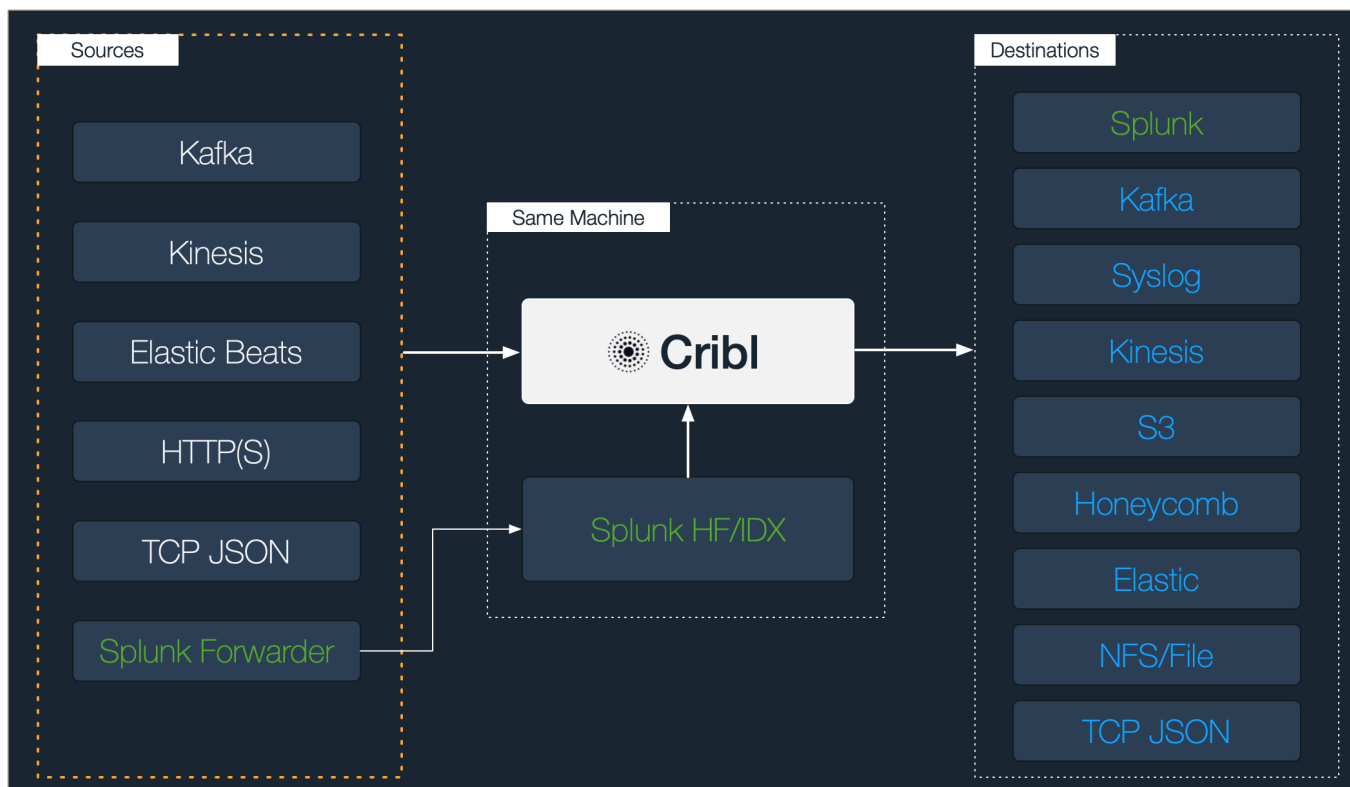 Sources
Kafka
Kinesis
Elastic Beats
HTTP(S)
TCP JSON
Splunk Forwarder
Same Machine
Cribl
Splunk HF/IDX
Destinations
Splunk
Kafka
Syslog
Kinesis
S3
Honeycomb
Elastic
NFS/File
TCP JSON